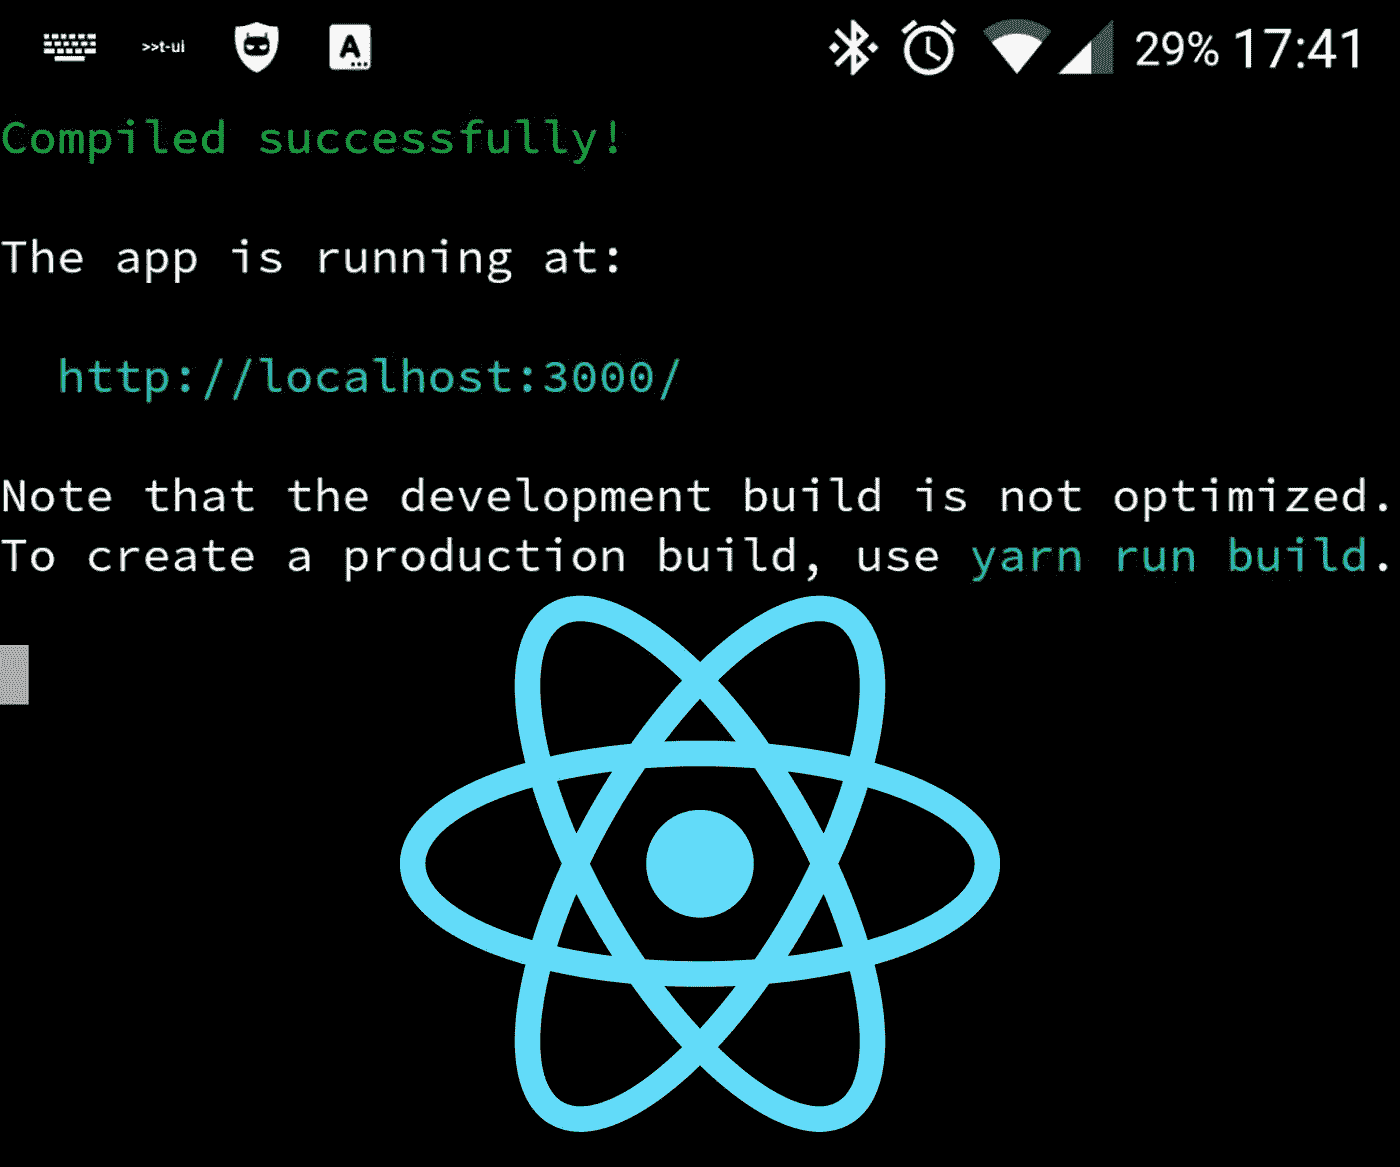 >>t-ui A 29% 17:41
Compiled successfully!
The app is running at:
http://localhost:3000/
Note that the development build is not optimized.
To create a production build, use yarn run build.